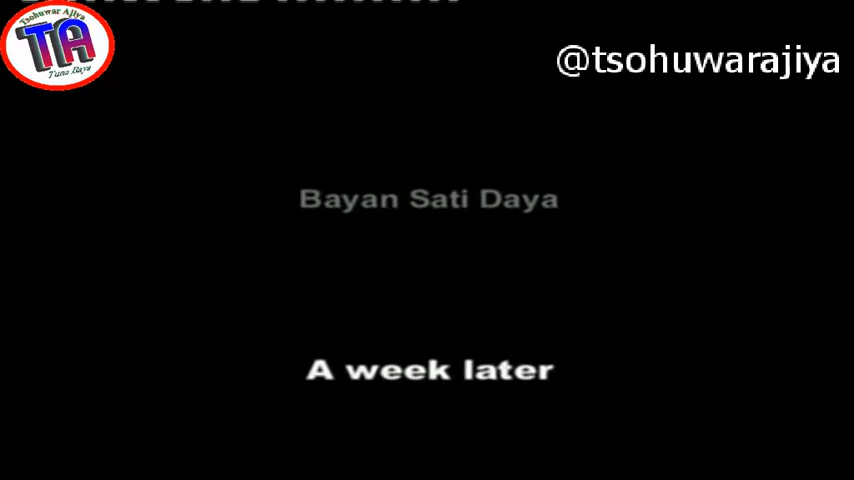 Tsohuwar Ajiya
TA
Tuna Baya
@tsohuwarajiya
Bayan Sati Daya
A week later